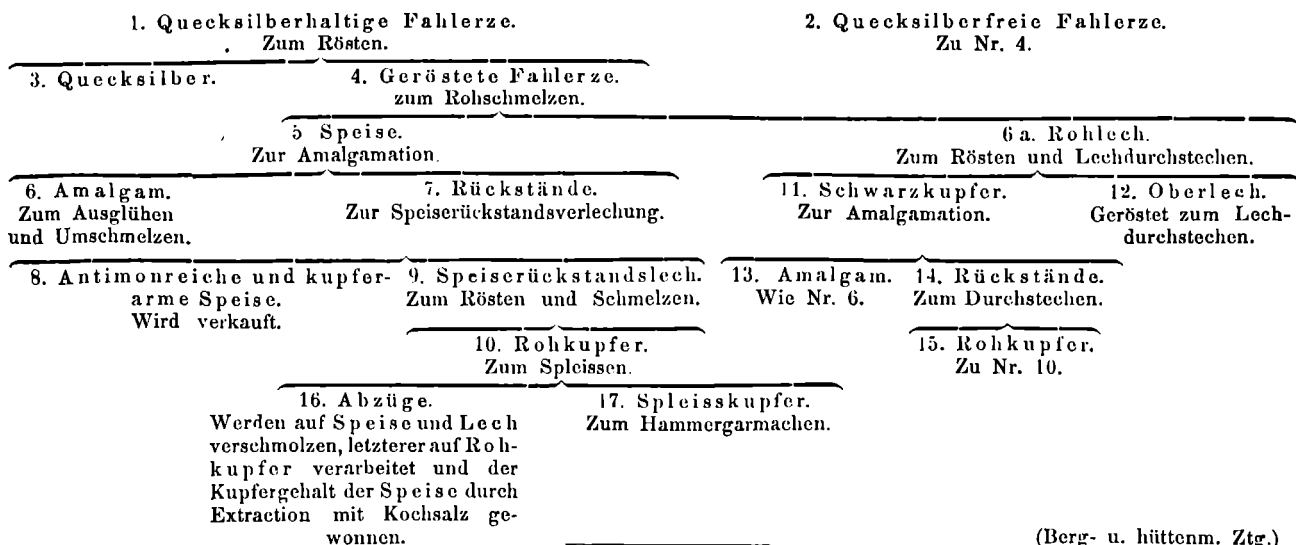 1. Quecksilberhaltige Fahlerze.
Zum Rösten.
2. Quecksilberfreie Fahlerze.
Zu Nr. 4.
3. Quecksilber.
4. Geröstete Fahlerze.
zum Rohschmelzen.
5 Speise.
Zur Amalgamation.
6 a. Rohlech.
Zum Rösten und Lechdurchstechen.
6. Amalgam.
Zum Ausglühen
und Umschmelzen.
7. Rückstände.
Zur Speiserückstandsverlechung.
11. Schwarzkupfer.
Zur Amalgamation.
12. Oberlech.
Geröstet zum Lech-
durchstechen.
8. Antimonreiche und kupfer-
arme Speise.
Wird verkauft.
9. Speiserückstandslech.
Zum Rösten und Schmelzen.
13. Amalgam.
Wie Nr. 6.
14. Rückstände.
Zum Durchstechen.
10. Rohkupfer.
Zum Spleissen.
15. Rohkupfer.
Zu Nr. 10.
16. Abzüge.
Werden auf Speise und Lech
verschmolzen, letzterer auf Roh-
kupfer verarbeitet und der
Kupfergehalt der Speise durch
Extraction mit Kochsalz ge-
wonnen.
17. Spleisskupfer.
Zum Hammergarmachen.
(Berg- u. hüttenm. Ztg.)